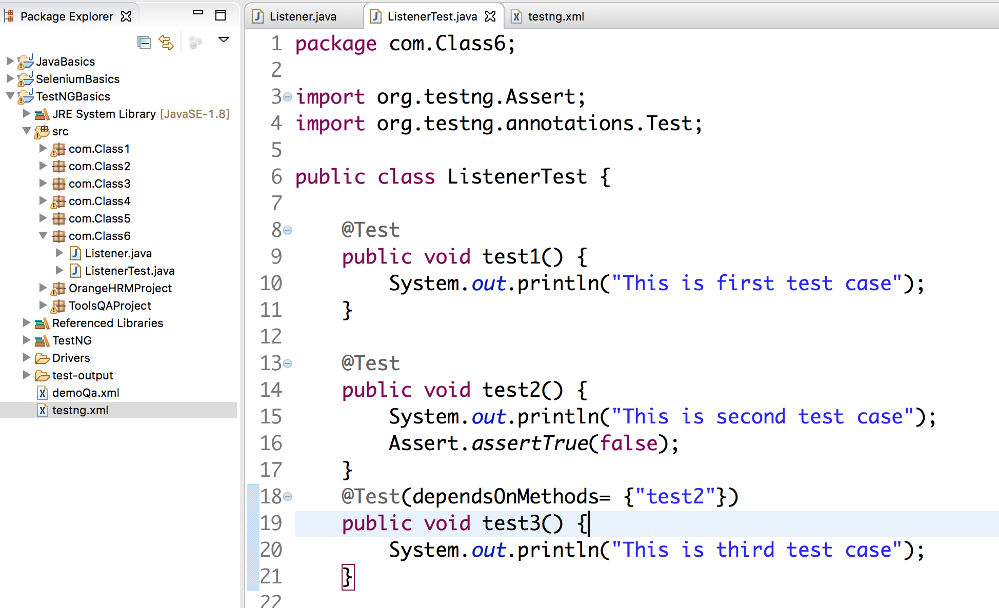 Package Explorer
JavaBasics
SeleniumBasics
TestNGBasics
JRE System Library [JavaSE-1.8]
src
com.Class1
com.Class2
com.Class3
com.Class4
com.Class5
com.Class6
Listener.java
ListenerTest.java
OrangeHRMProject
ToolsQAProject
Referenced Libraries
TestNG
Drivers
test-output
demoQa.xml
testng.xml
Listener.java ListenerTest.java testng.xml
1 package com.Class6;
2
3 import org.testng.Assert;
4 import org.testng.annotations.Test;
5
6 public class ListenerTest {
7
8 @Test
9 public void test1() {
10 System.out.println("This is first test case");
11 }
12
13 @Test
14 public void test2() {
15 System.out.println("This is second test case");
16 Assert.assertTrue(false);
17 }
18 @Test(dependsOnMethods= {"test2"})
19 public void test3() {
20 System.out.println("This is third test case");
21 }
22